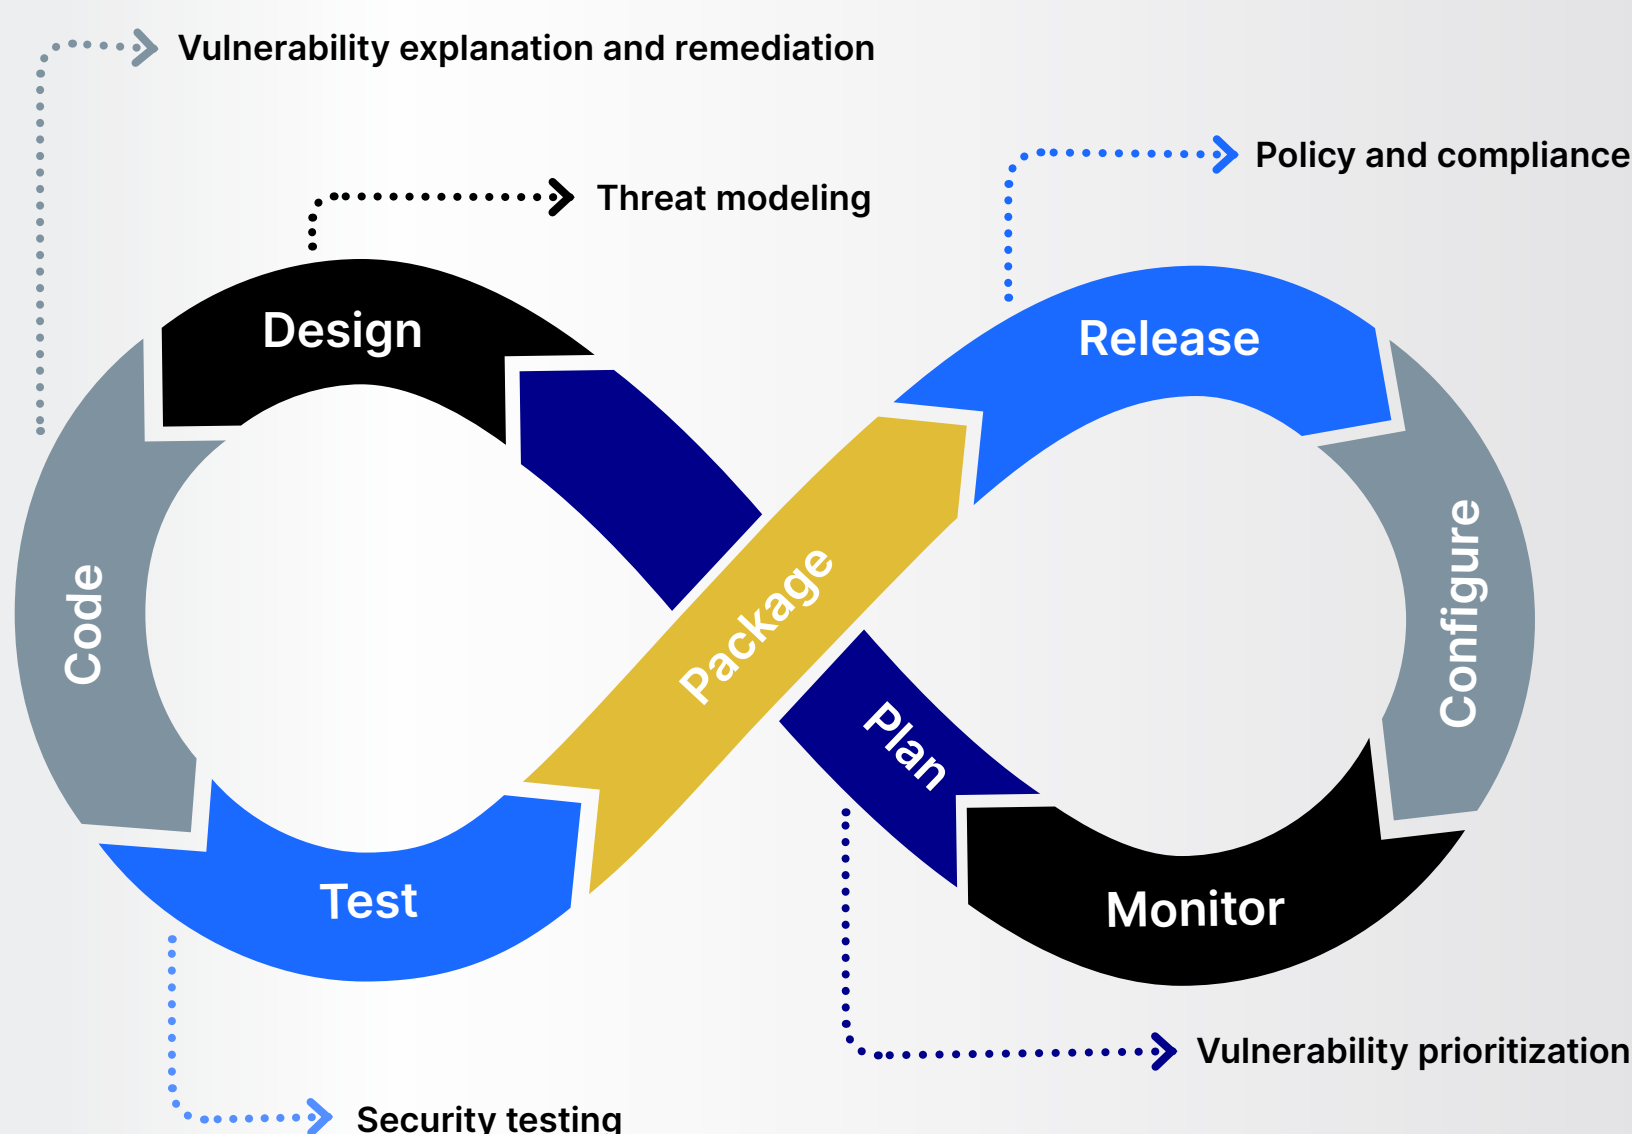 Vulnerability explanation and remediation
Policy and compliance
Threat modeling
Design
Release
Code
Configure
Package
Plan
Test
Monitor
Vulnerability prioritization
Security testing